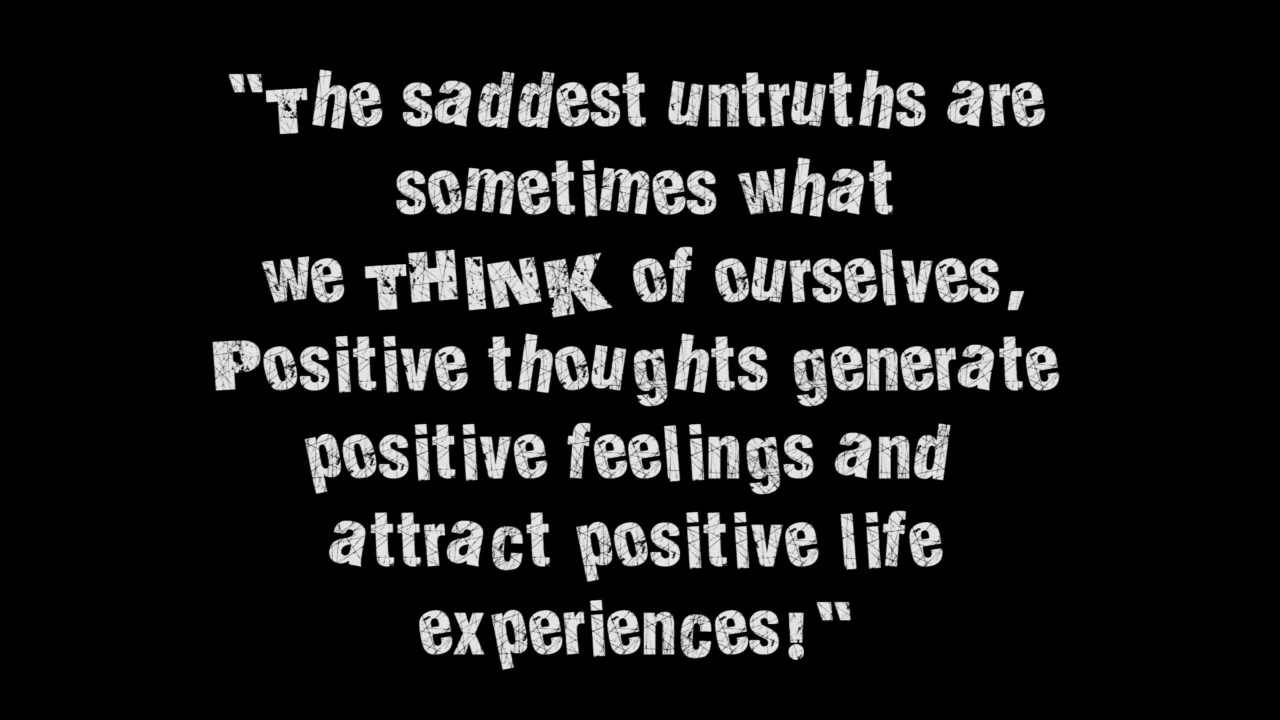 "The saddest untruths are
sometimes what
we THINK of ourselves,
Positive thoughts generate
positive feelings and
attract positive life
experiences!"